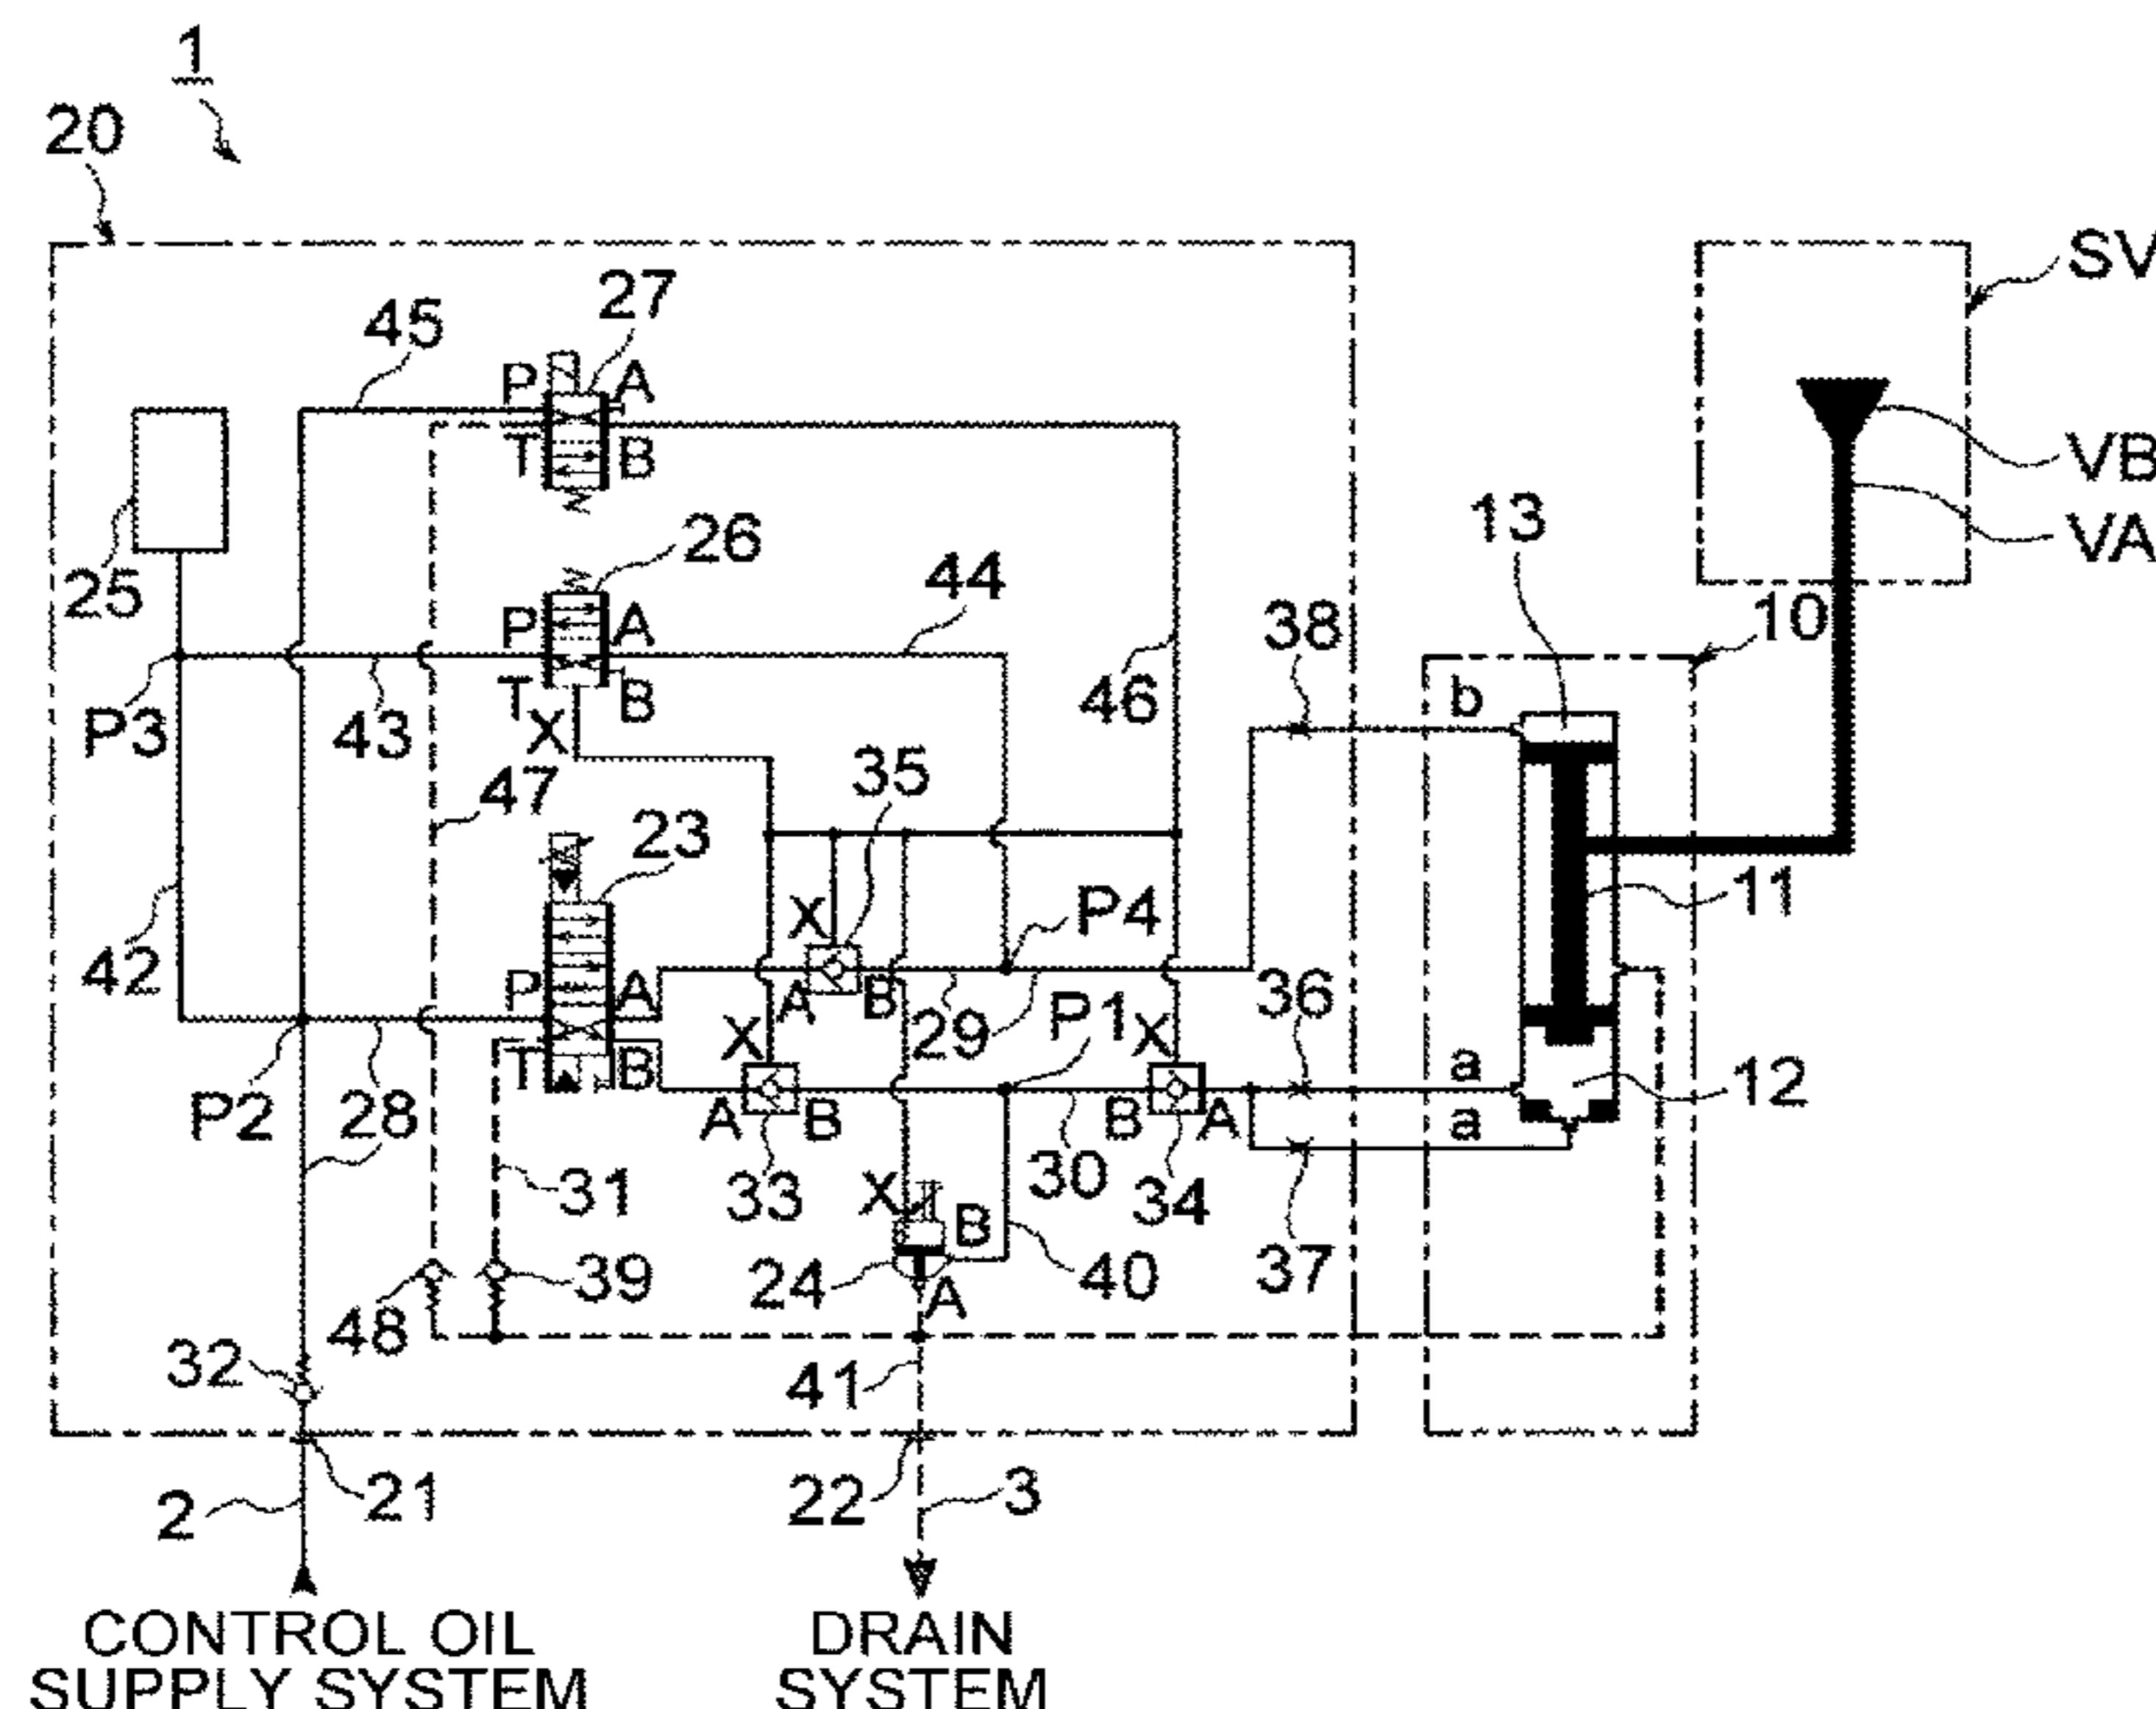 1
20
SV
27
45
P A
T B
VB
VA
25
26
44
13
P A
T B
X
38
10
b
P3
43
46
47
35
23
11
42
X
P4
P A
A B
29
P1
36
X
X
T B
a
12
P2
28
A B
B A
a
31
33
30
34
X
B
24
A
40
37
39
48
32
41
21
22
2
3
CONTROL OIL
SUPPLY SYSTEM
DRAIN
SYSTEM